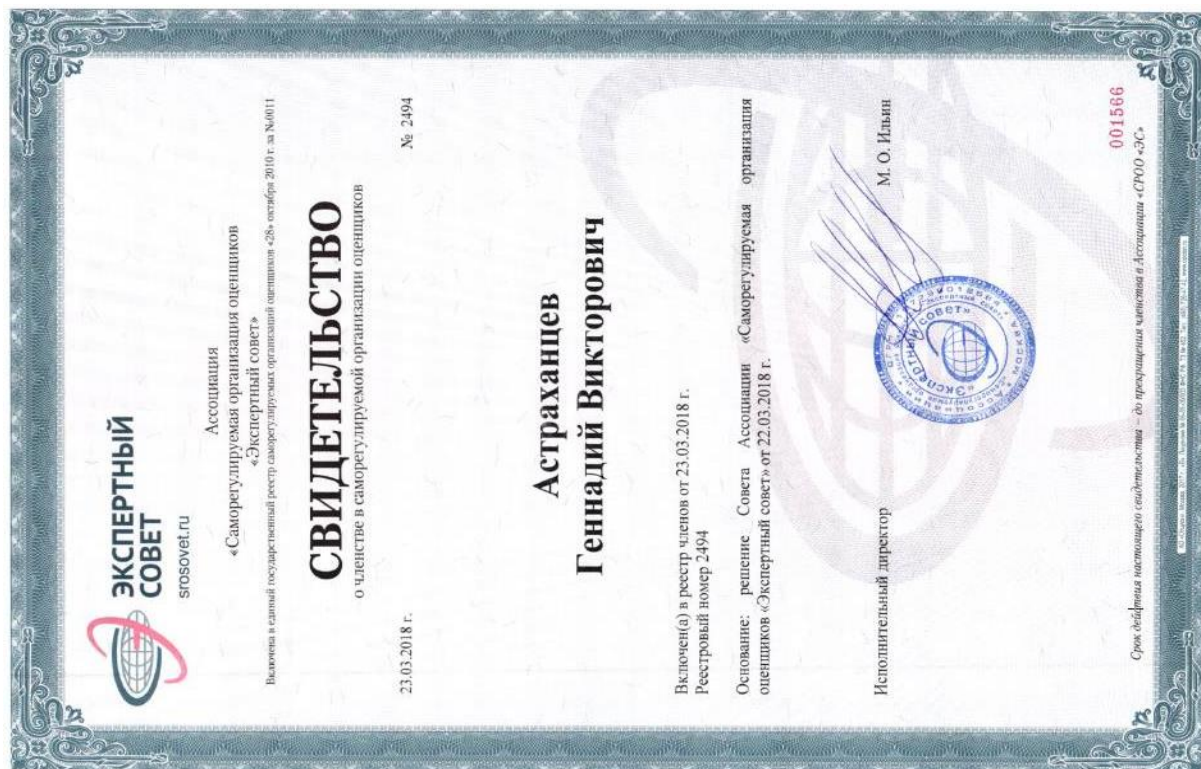 ЭКСПЕРТНЫЙ
СОВЕТ
srosovet.ru
Ассоциация
«Саморегулируемая организация оценщиков
«Экспертный совет»
Включена в единый государственный реестр саморегулируемых организаций оценщиков «28» октября 2010 г. за №0011
СВИДЕТЕЛЬСТВО
о членстве в саморегулируемой организации оценщиков
23.03.2018 г. № 2494
Астраханцев
Геннадий Викторович
Включен(а) в реестр членов от 23.03.2018 г.
Реестровый номер 2494
Основание: решение Совета Ассоциации «Саморегулируемая организация
оценщиков «Экспертный совет» от 22.03.2018 г.
Исполнительный директор М. О. Ильин
«Экспертный совет»
001566
Срок действия настоящего свидетельства – до прекращения членства в Ассоциации «СРОО «ЭС»